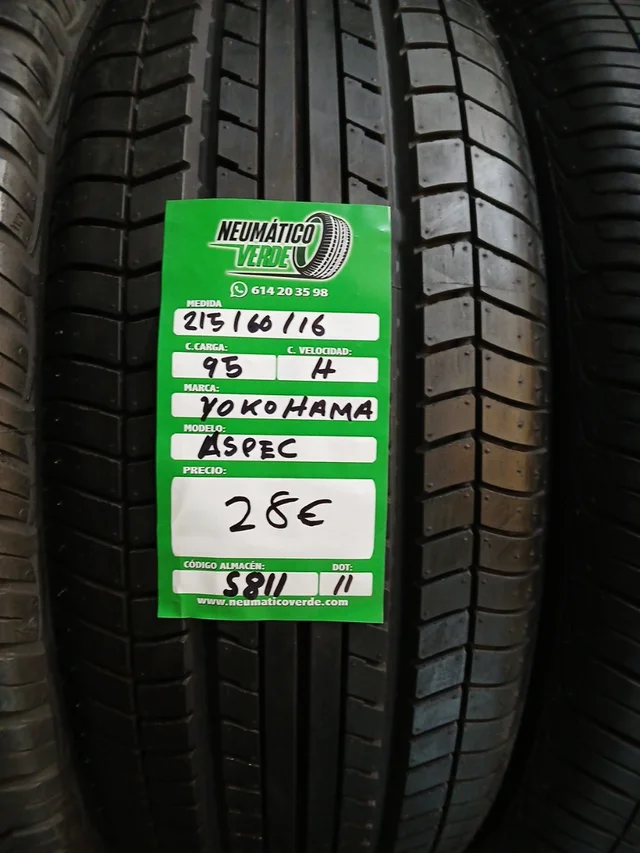 NEUMÁTICO
VERDE
614 20 35 98
MEDIDA
215/60/16
C.CARGA: C. VELOCIDAD:
95 H
MARCA:
YOKOHAMA
MODELO:
ASPEC
PRECIO:
28€
CÓDIGO ALMACÉN: DOT:
S811 11
www.neumaticoverde.com